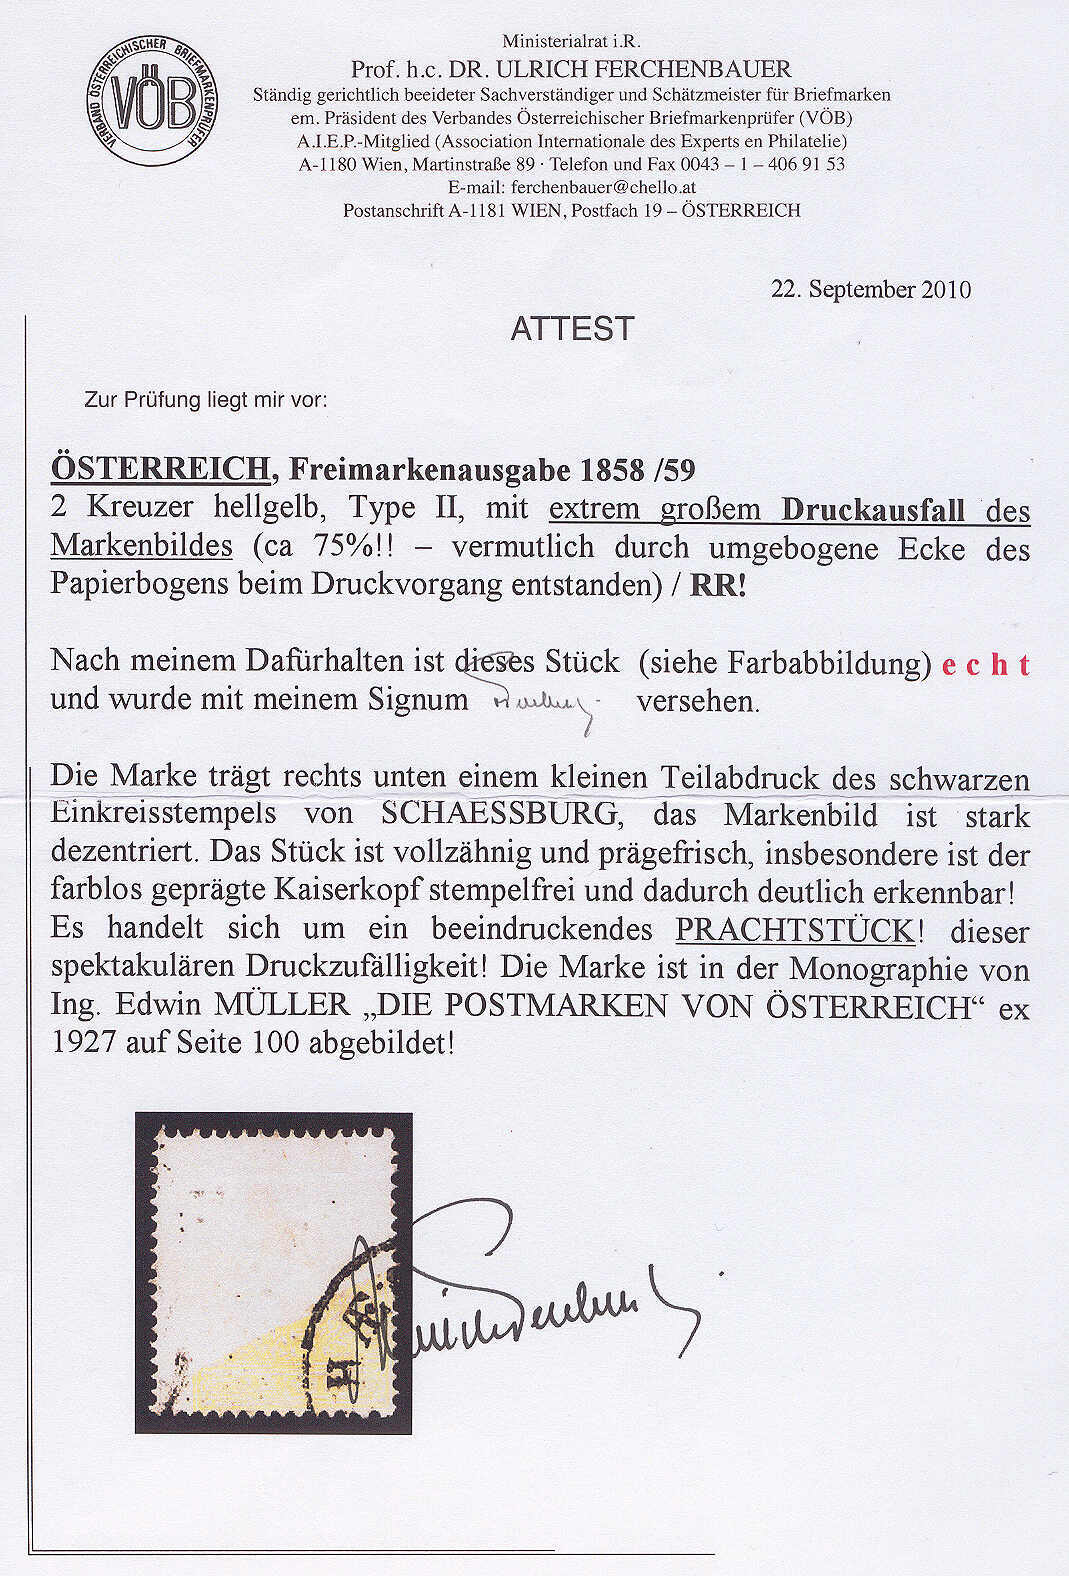 VERBAND ÖSTERREICHISCHER BRIEFMARKENPRÜFER
VÖB
Ministerialrat i.R.
Prof. h.c. DR. ULRICH FERCHENBAUER
Ständig gerichtlich beeideter Sachverständiger und Schätzmeister für Briefmarken
em. Präsident des Verbandes Österreichischer Briefmarkenprüfer (VÖB)
A.I.E.P.-Mitglied (Association Internationale des Experts en Philatelie)
A-1180 Wien, Martinstraße 89 · Telefon und Fax 0043 – 1 – 406 91 53
E-mail: ferchenbauer@chello.at
Postanschrift A-1181 WIEN, Postfach 19 – ÖSTERREICH
22. September 2010
ATTEST
Zur Prüfung liegt mir vor:
ÖSTERREICH, Freimarkenausgabe 1858 /59
2 Kreuzer hellgelb, Type II, mit extrem großem Druckausfall des
Markenbildes (ca 75%!! – vermutlich durch umgebogene Ecke des
Papierbogens beim Druckvorgang entstanden) / RR!
Nach meinem Dafürhalten ist dieses Stück (siehe Farbabbildung) e c h t
und wurde mit meinem Signum versehen.
Die Marke trägt rechts unten einem kleinen Teilabdruck des schwarzen
Einkreisstempels von SCHAESSBURG, das Markenbild ist stark
dezentriert. Das Stück ist vollzähnig und prägefrisch, insbesondere ist der
farblos geprägte Kaiserkopf stempelfrei und dadurch deutlich erkennbar!
Es handelt sich um ein beeindruckendes PRACHTSTÜCK! dieser
spektakulären Druckzufälligkeit! Die Marke ist in der Monographie von
Ing. Edwin MÜLLER „DIE POSTMARKEN VON ÖSTERREICH“ ex
1927 auf Seite 100 abgebildet!